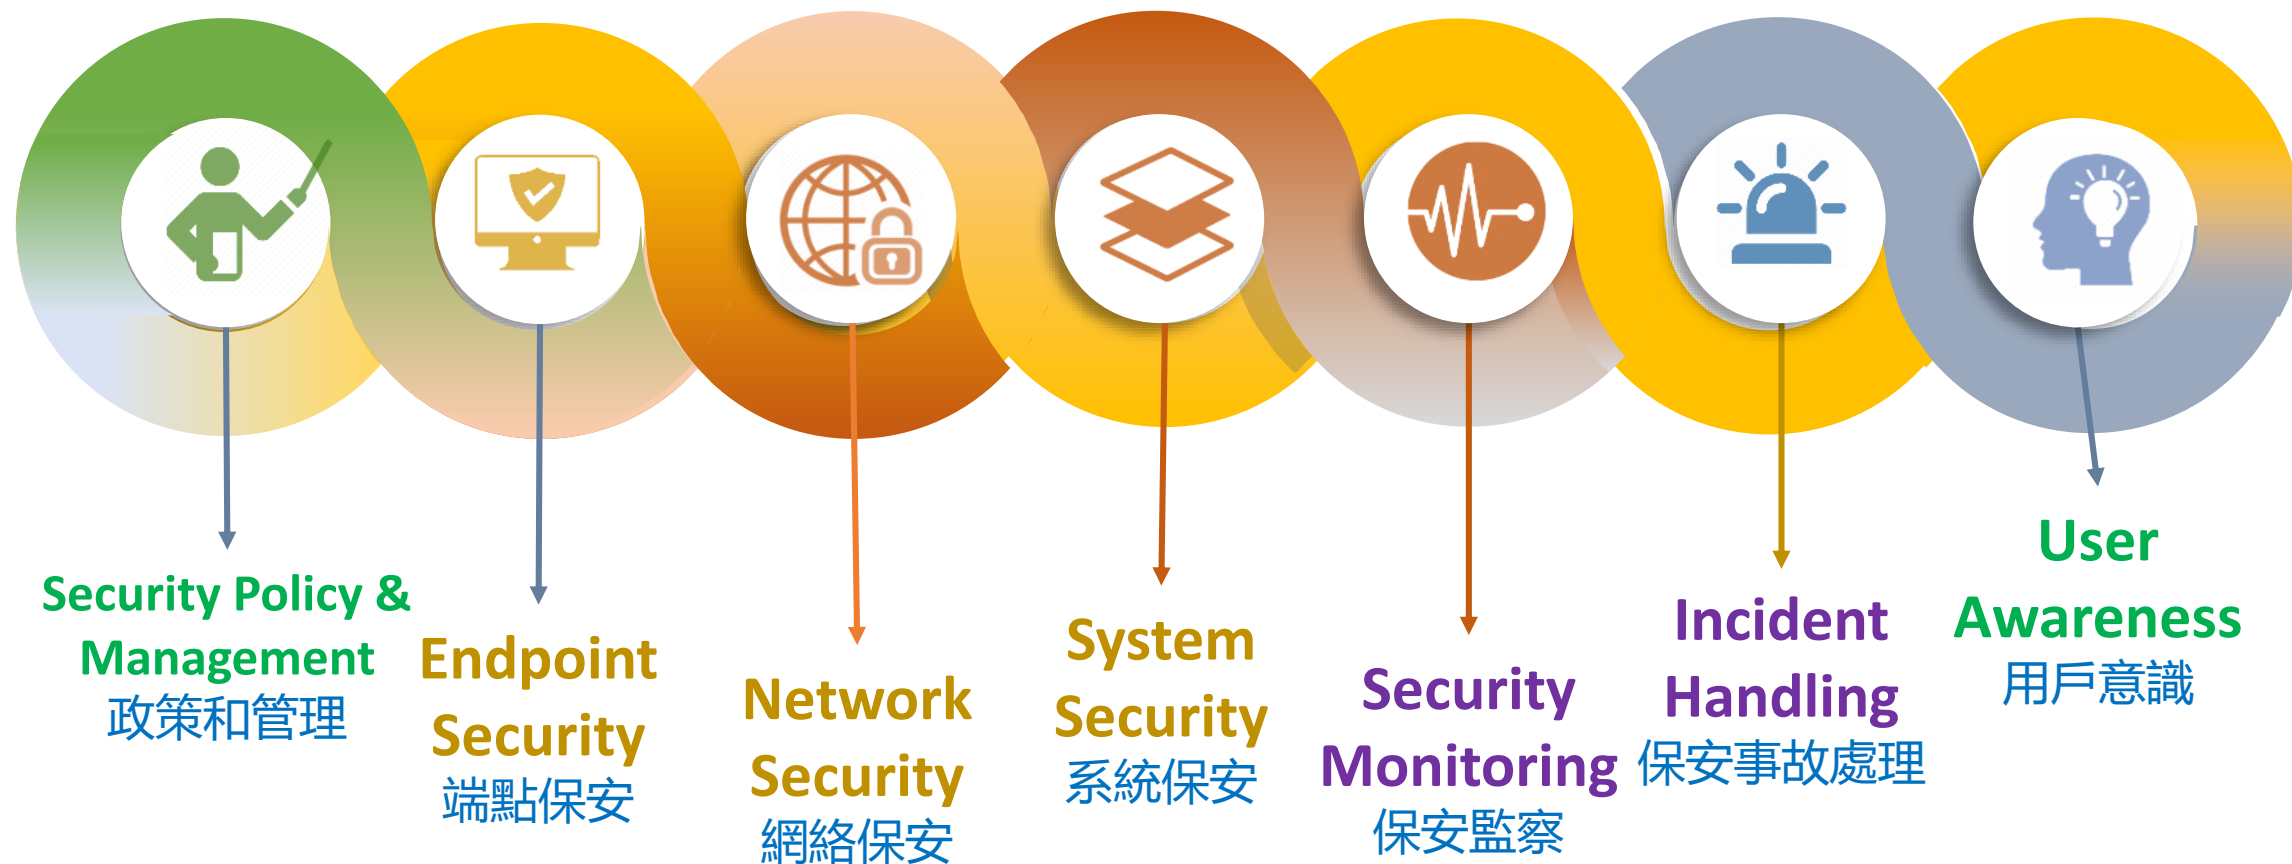 Security Policy &
Management
政策和管理
Endpoint
Security
端點保安
Network
Security
網絡保安
System
Security
系統保安
Security
Monitoring
保安監察
Incident
Handling
保安事故處理
User
Awareness
用戶意識